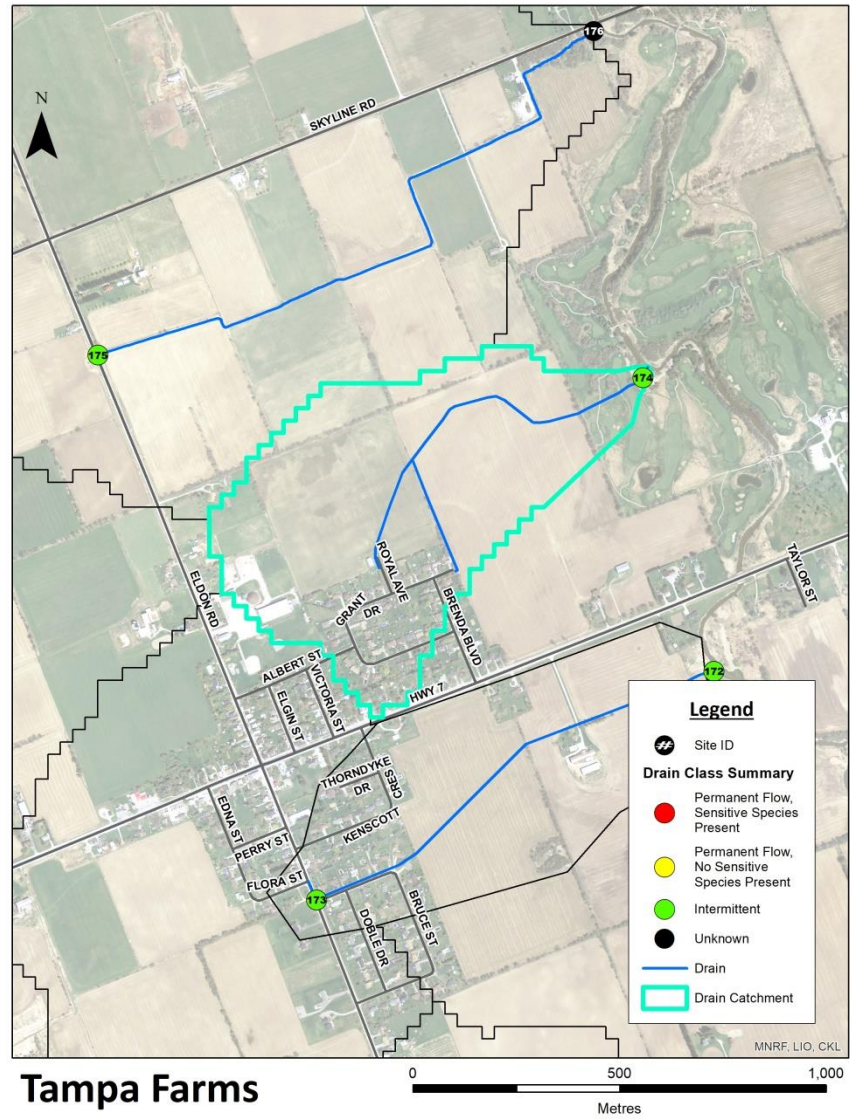 176
SKYLINE RD
N
175
174
TAYLOR ST
ROYAL AVE
ELDON RD
GRANT
DR
BRENDA BLVD
ALBERT ST
VICTORIA ST
ELGIN ST
HWY 7
172
THORNDYKE
DR
CRES
KENSCOTT
EDNA ST
PERRY ST
FLORA ST
173
DOBLE DR
BRUCE ST
Legend
# Site ID
Drain Class Summary
Permanent Flow,
Sensitive Species
Present
Permanent Flow,
No Sensitive
Species Present
Intermittent
Unknown
Drain
Drain Catchment
MNRF, LIO, CKL
Tampa Farms
0 500 1,000
Metres